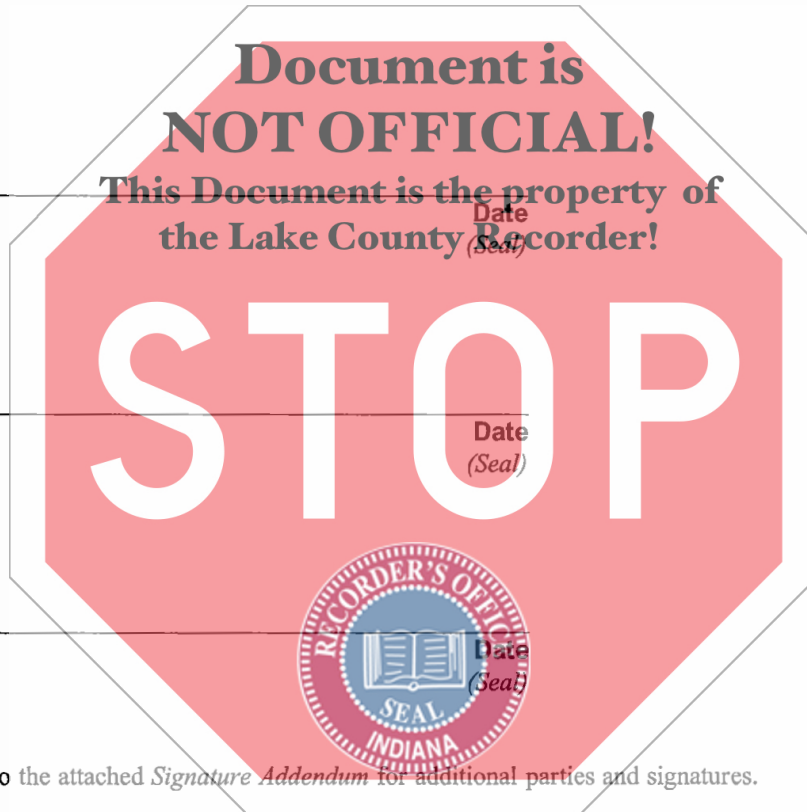 Document is
NOT OFFICIAL!
This Document is the property of
Date
the Lake County Recorder!
(Seal)
STOP
Date
(Seal)
RECORDER'S OFFICE
Date
(Seal)
SEAL
INDIANA
o the attached Signature Addendum for additional parties and signatures.